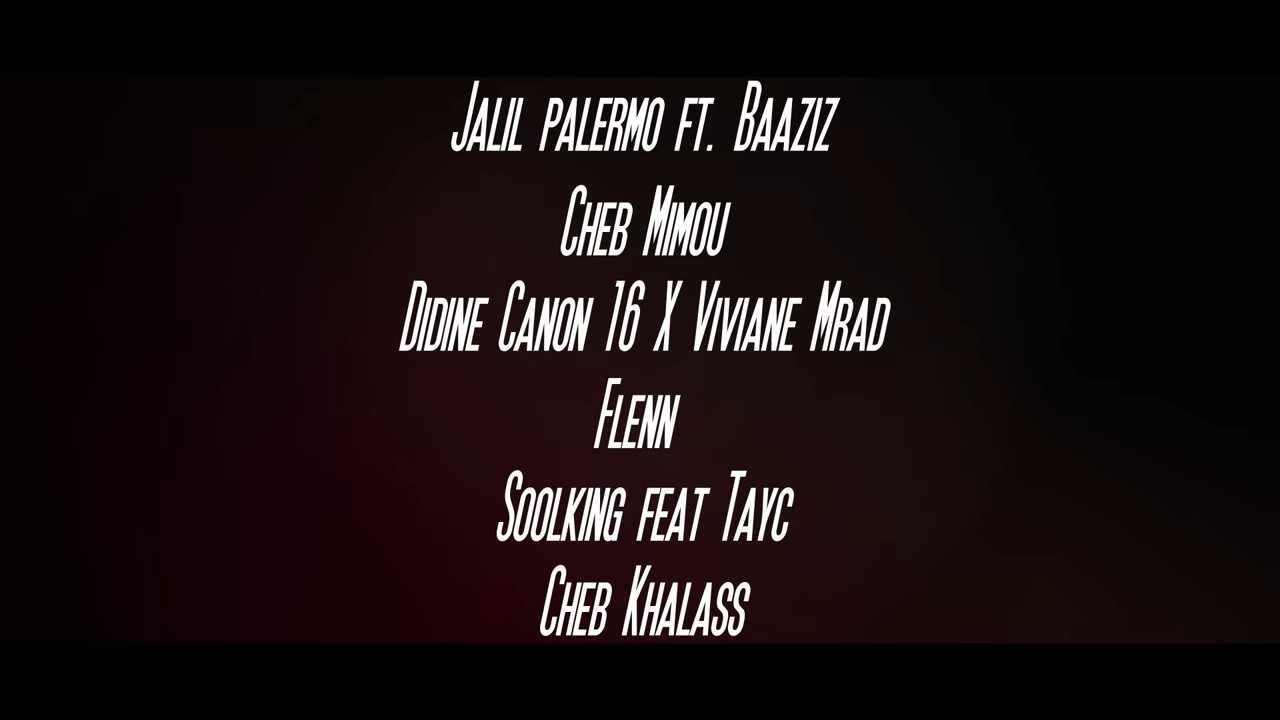 Jalil palermo ft. Baaziz
Cheb Mimou
Didine Canon 16 X Viviane Mrad
Flenn
Soolking feat Tayc
Cheb Khalass